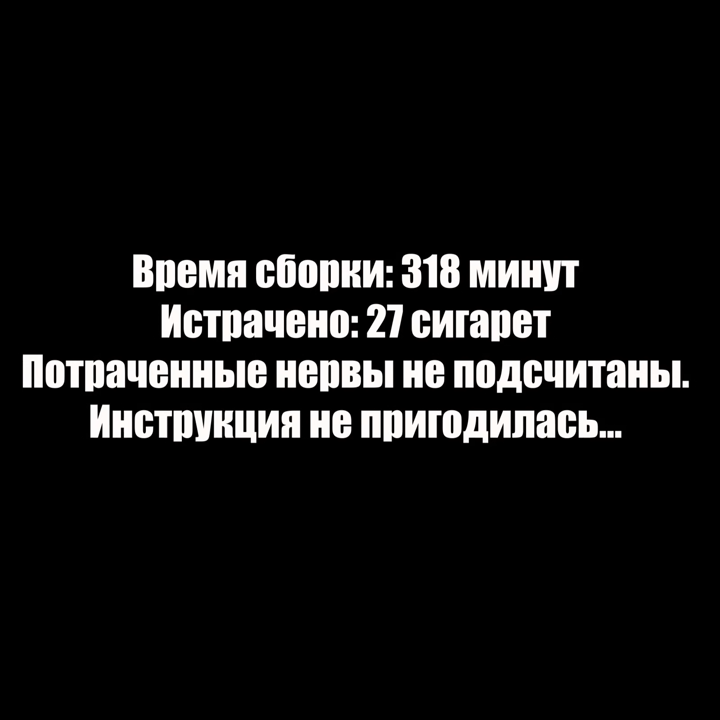 Время сборки: 318 минут
Истрачено: 27 сигарет
Потраченные нервы не подсчитаны.
Инструкция не пригодилась...